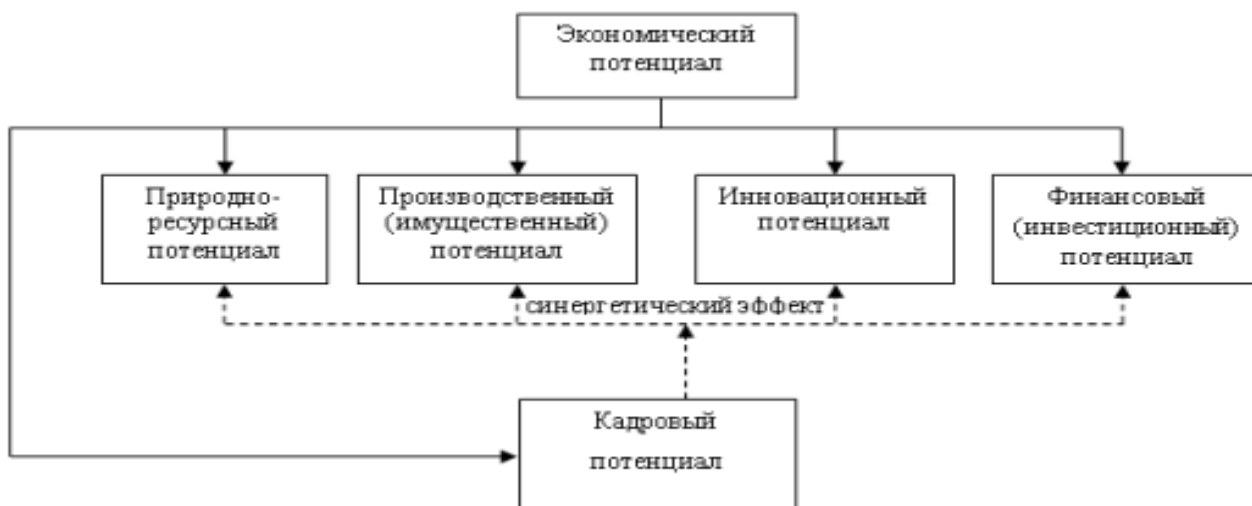 Экономический
потенциал
Природно-
ресурсный
потенциал
Производственный
(имущественный)
потенциал
Инновационный
потенциал
Финансовый
(инвестиционный)
потенциал
синергетический эффект
Кадровый
потенциал